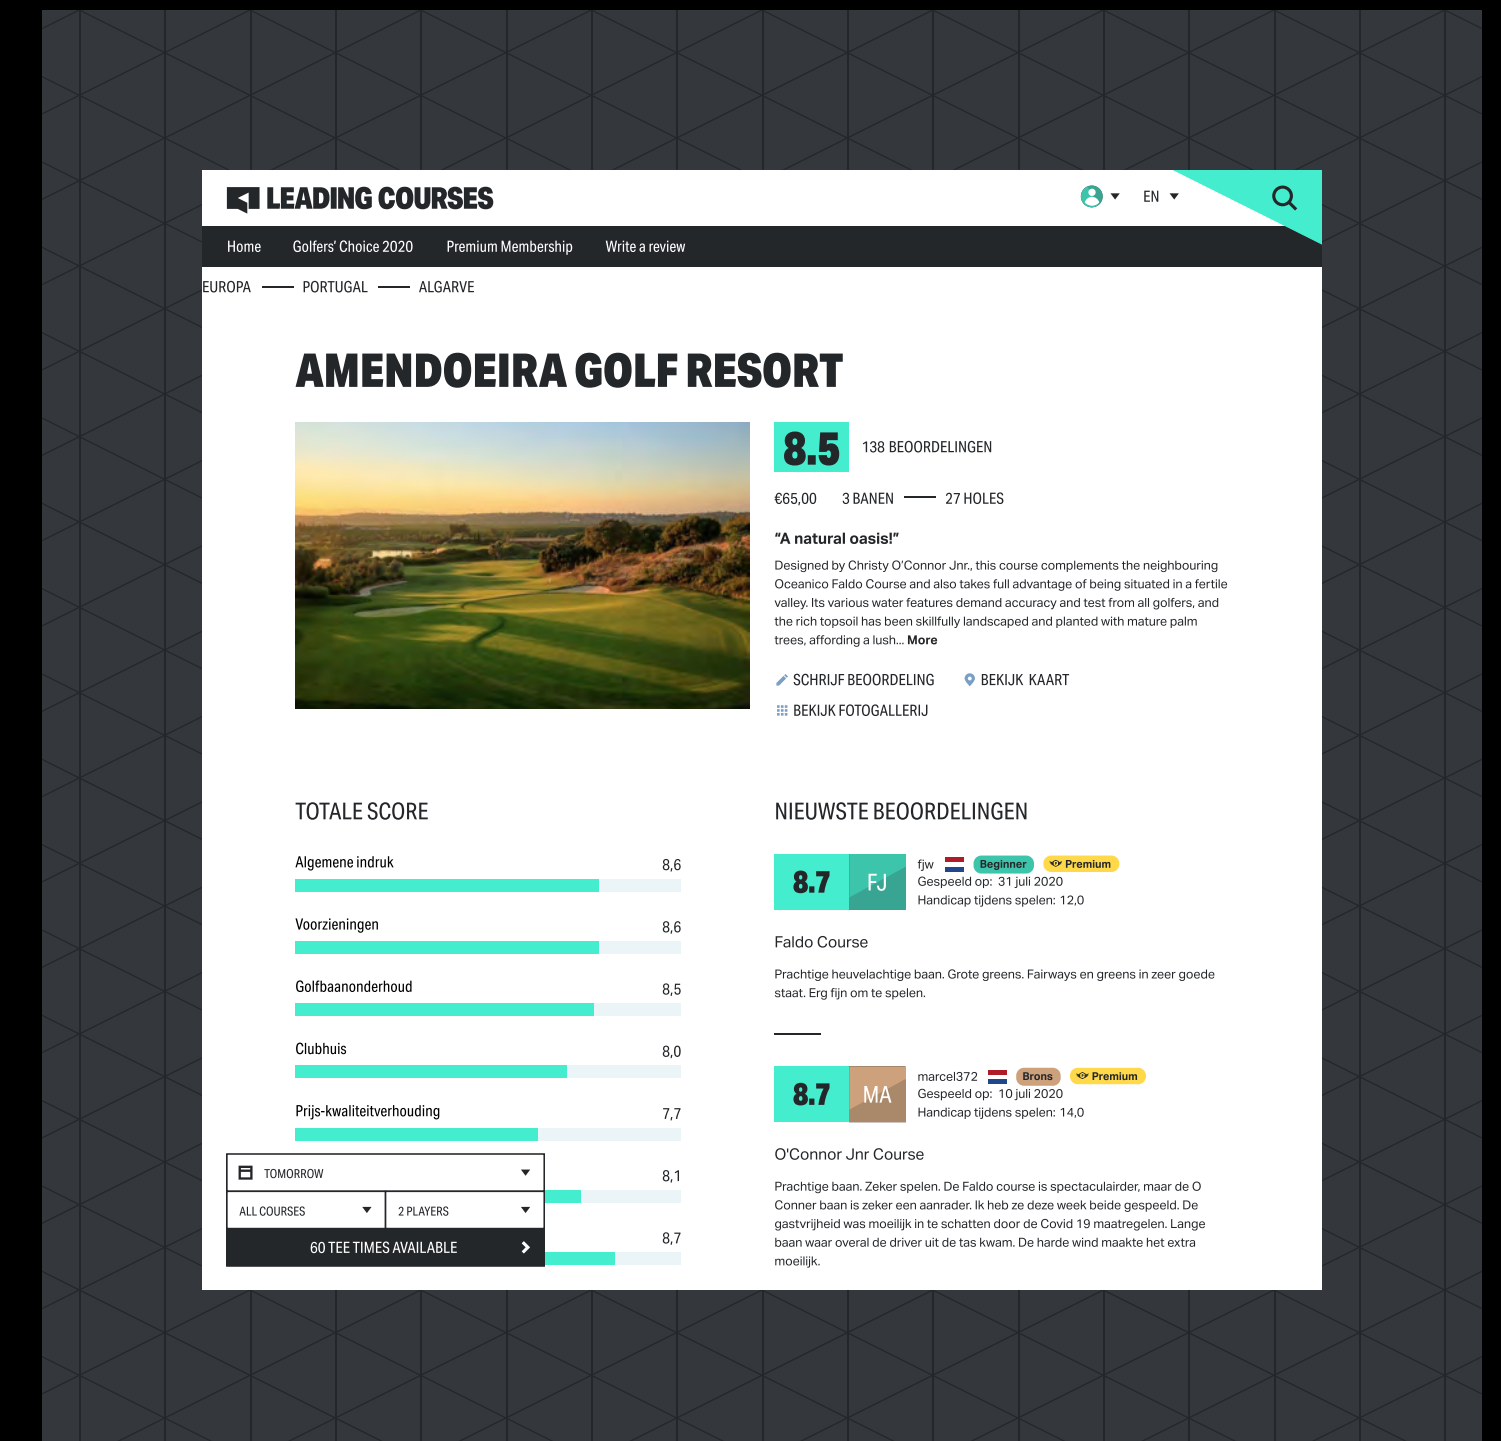 LEADING COURSES
EN
Home Golfers' Choice 2020 Premium Membership Write a review
EUROPA PORTUGAL ALGARVE
AMENDOEIRA GOLF RESORT
8.5 138 BEOORDELINGEN
€65,00 3 BANEN 27 HOLES
“A natural oasis!”
Designed by Christy O’Connor Jnr., this course complements the neighbouring
Oceanico Faldo Course and also takes full advantage of being situated in a fertile
valley. Its various water features demand accuracy and test from all golfers, and
the rich topsoil has been skillfully landscaped and planted with mature palm
trees, affording a lush... More
SCHRIJF BEOORDELING BEKIJK KAART
BEKIJK FOTOGALLERIJ
TOTALE SCORE
Algemene indruk 8,6
Voorzieningen 8,6
Golfbaanonderhoud 8,5
Clubhuis 8,0
Prijs-kwaliteitverhouding 7,7
8,1
8,7
TOMORROW
ALL COURSES 2 PLAYERS
60 TEE TIMES AVAILABLE
NIEUWSTE BEOORDELINGEN
8.7 FJ
fjw Beginner Premium
Gespeeld op: 31 juli 2020
Handicap tijdens spelen: 12,0
Faldo Course
Prachtige heuvelachtige baan. Grote greens. Fairways en greens in zeer goede
staat. Erg fijn om te spelen.
8.7 MA
marcel372 Brons Premium
Gespeeld op: 10 juli 2020
Handicap tijdens spelen: 14,0
O'Connor Jnr Course
Prachtige baan. Zeker spelen. De Faldo course is spectaculairder, maar de O
Conner baan is zeker een aanrader. Ik heb ze deze week beide gespeeld. De
gastvrijheid was moeilijk in te schatten door de Covid 19 maatregelen. Lange
baan waar overal de driver uit de tas kwam. De harde wind maakte het extra
moeilijk.